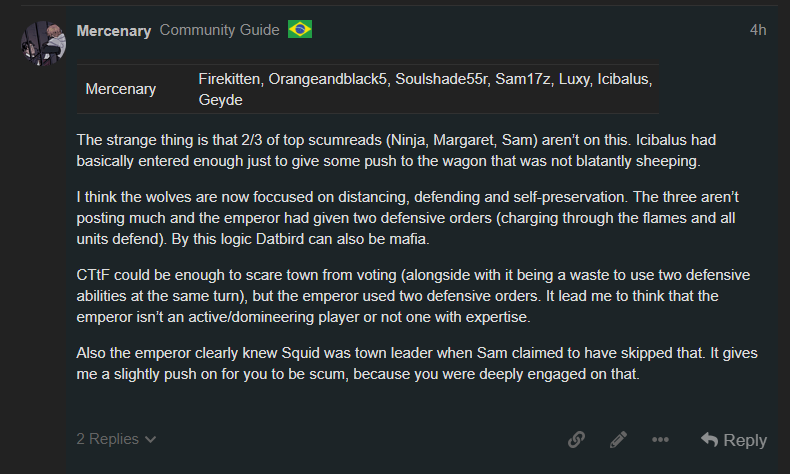 Mercenary Community Guide 4h
Mercenary Firekitten, Orangeandblack5, Soulshade55r, Sam17z, Luxy, Icibalus,
Geyde
The strange thing is that 2/3 of top scumreads (Ninja, Margaret, Sam) aren’t on this. Icibalus had
basically entered enough just to give some push to the wagon that was not blatantly sheeping.
I think the wolves are now foccused on distancing, defending and self-preservation. The three aren’t
posting much and the emperor had given two defensive orders (charging through the flames and all
units defend). By this logic Datbird can also be mafia.
CTtF could be enough to scare town from voting (alongside with it being a waste to use two defensive
abilities at the same turn), but the emperor used two defensive orders. It lead me to think that the
emperor isn’t an active/domineering player or not one with expertise.
Also the emperor clearly knew Squid was town leader when Sam claimed to have skipped that. It gives
me a slightly push on for you to be scum, because you were deeply engaged on that.
2 Replies Reply